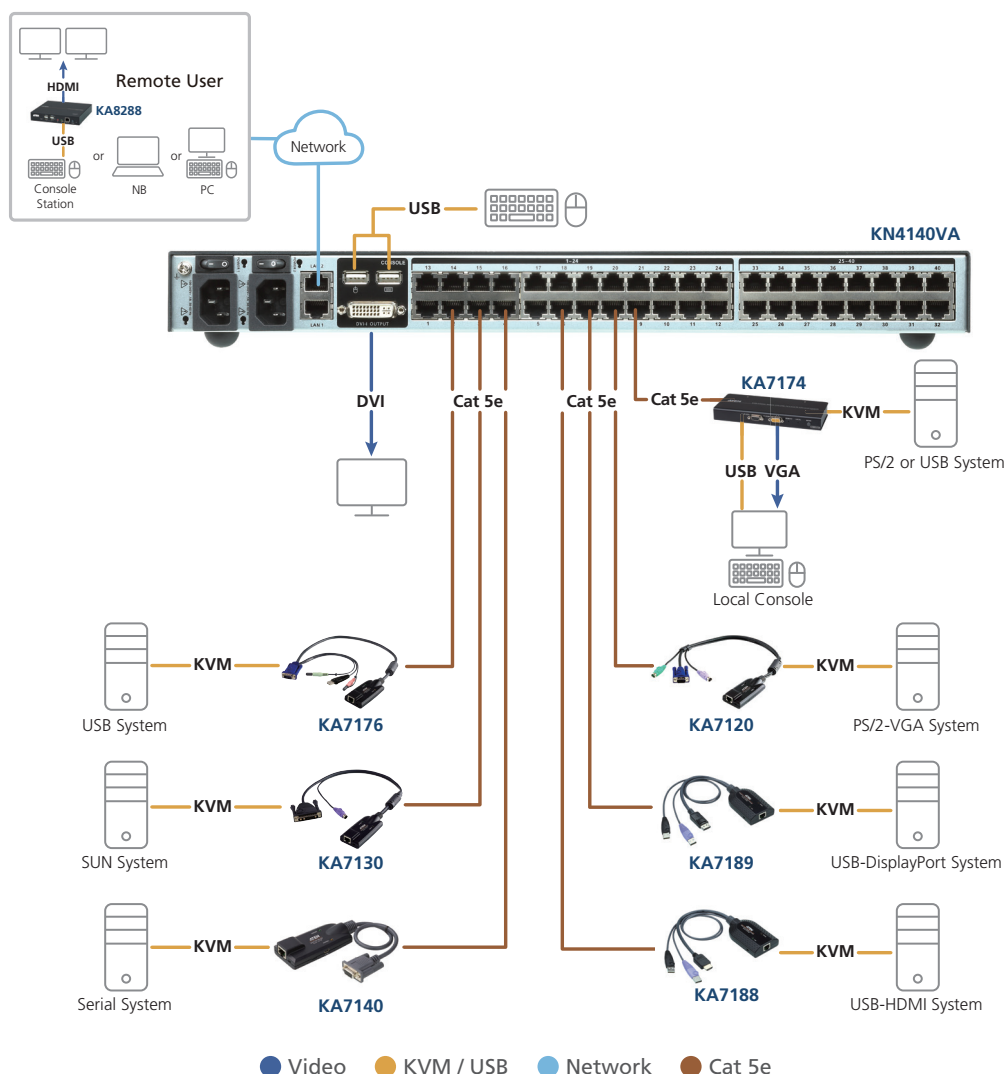 Remote User
HDMI
KA8288
USB
or
or
Console
Station
NB
PC
Network
USB
KN4140VA
LAN 2
CONSOLE
1-24
25-40
13 14 15 16 17 18 19 20 21 22 23 24
33 34 35 36 37 38 39 40
LAN 1
DVI-I OUTPUT
1
5
9 10 11 12
25 26 27 28 29 30 31 32
DVI
Cat 5e
Cat 5e
Cat 5e
KA7174
KVM
PS/2 or USB System
USB VGA
Local Console
KVM
USB System
KA7176
KVM
PS/2-VGA System
KA7120
KVM
SUN System
KA7130
KVM
USB-DisplayPort System
KA7189
KVM
Serial System
KA7140
KVM
USB-HDMI System
KA7188
Video
KVM / USB
Network
Cat 5e